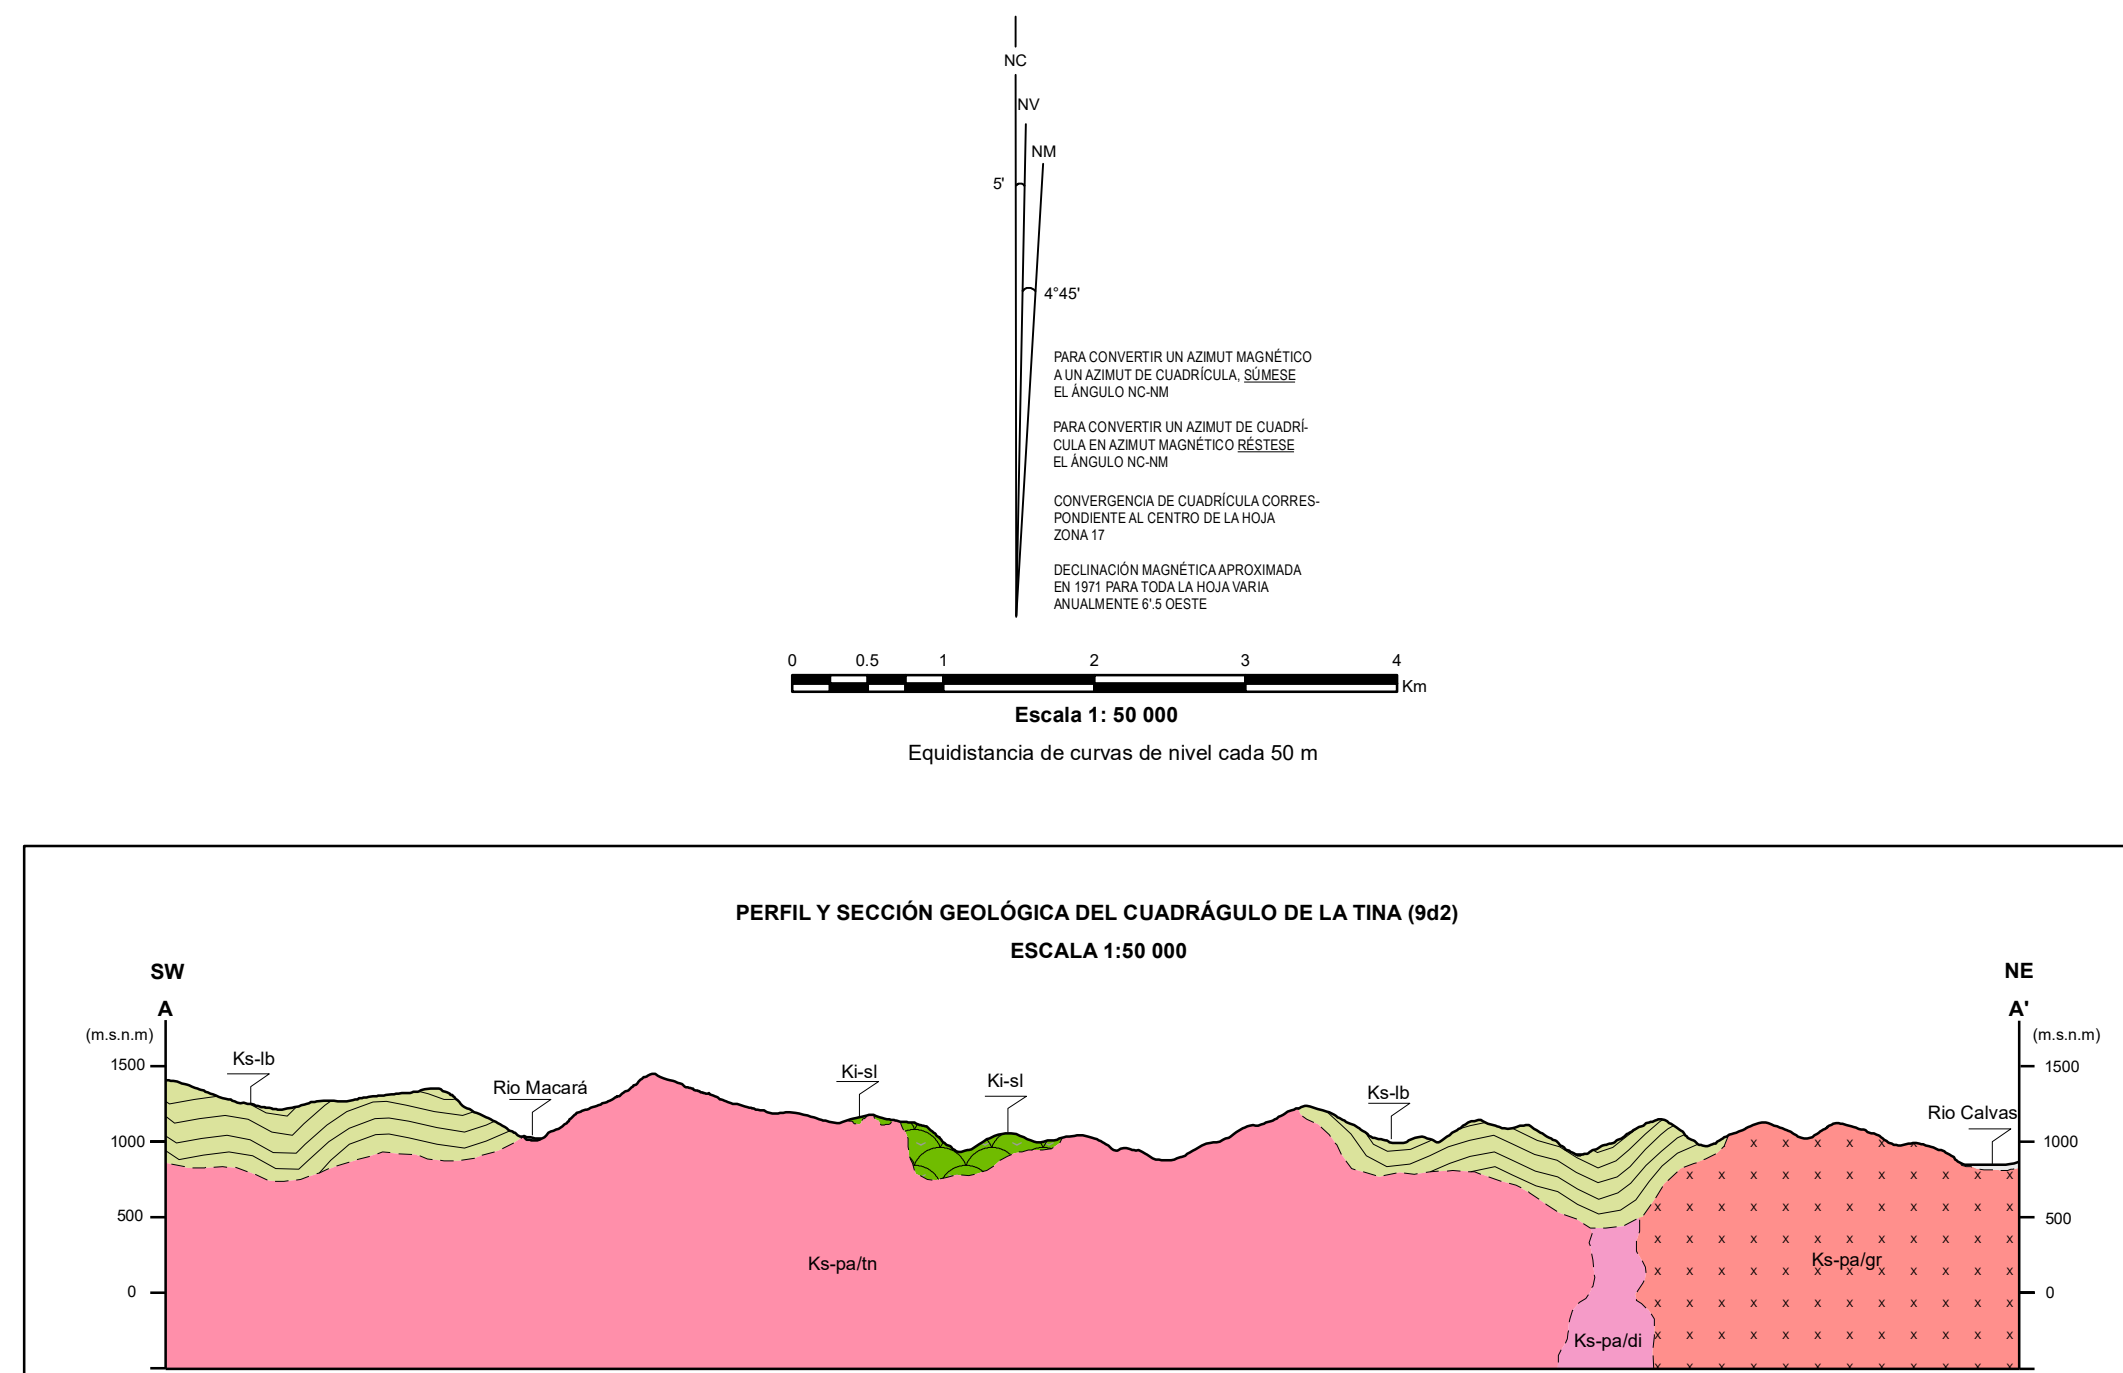 NC
NV
NM
5'
4°45'
PARA CONVERTIR UN AZIMUT MAGNÉTICO
A UN AZIMUT DE CUADRÍCULA, SÚMESE
EL ÁNGULO NC-NM
PARA CONVERTIR UN AZIMUT DE CUADRÍ-
CULA EN AZIMUT MAGNÉTICO RÉSTESE
EL ÁNGULO NC-NM
CONVERGENCIA DE CUADRÍCULA CORRES-
PONDIENTE AL CENTRO DE LA HOJA
ZONA 17
DECLINACIÓN MAGNÉTICA APROXIMADA
EN 1971 PARA TODA LA HOJA VARIA
ANUALMENTE 6'.5 OESTE
0 0.5 1 2 3 4
Km
Escala 1: 50 000
Equidistancia de curvas de nivel cada 50 m
PERFIL Y SECCIÓN GEOLÓGICA DEL CUADRÁGULO DE LA TINA (9d2)
ESCALA 1:50 000
SW NE
A A'
(m.s.n.m) (m.s.n.m)
1500 1500
Ks-lb
Rio Macará
Ki-sl
Ki-sl
Ks-lb
Rio Calvas
1000 1000
500 500
Ks-pa/tn
Ks-pa/gr
0 0
Ks-pa/di